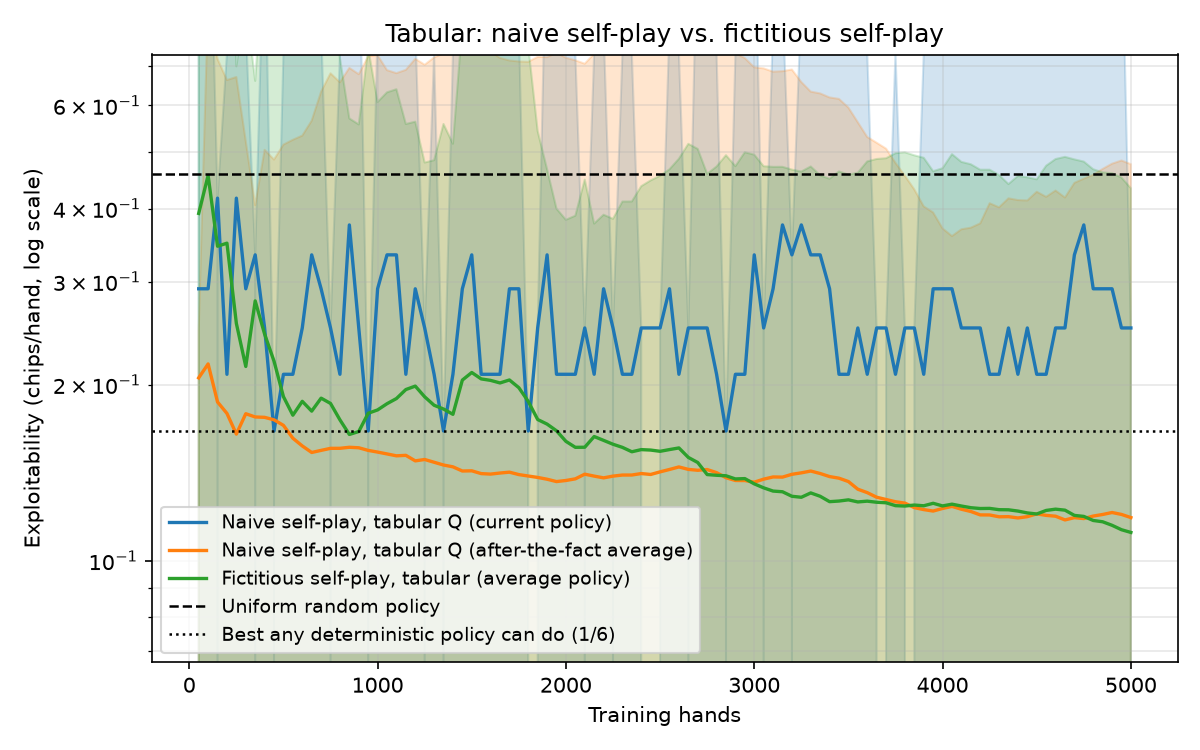 Tabular: naive self-play vs. fictitious self-play
Exploitability (chips/hand, log scale)
6 × 10⁻¹
4 × 10⁻¹
3 × 10⁻¹
2 × 10⁻¹
10⁻¹
Naive self-play, tabular Q (current policy)
Naive self-play, tabular Q (after-the-fact average)
Fictitious self-play, tabular (average policy)
Uniform random policy
Best any deterministic policy can do (1/6)
0 1000 2000 3000 4000 5000
Training hands